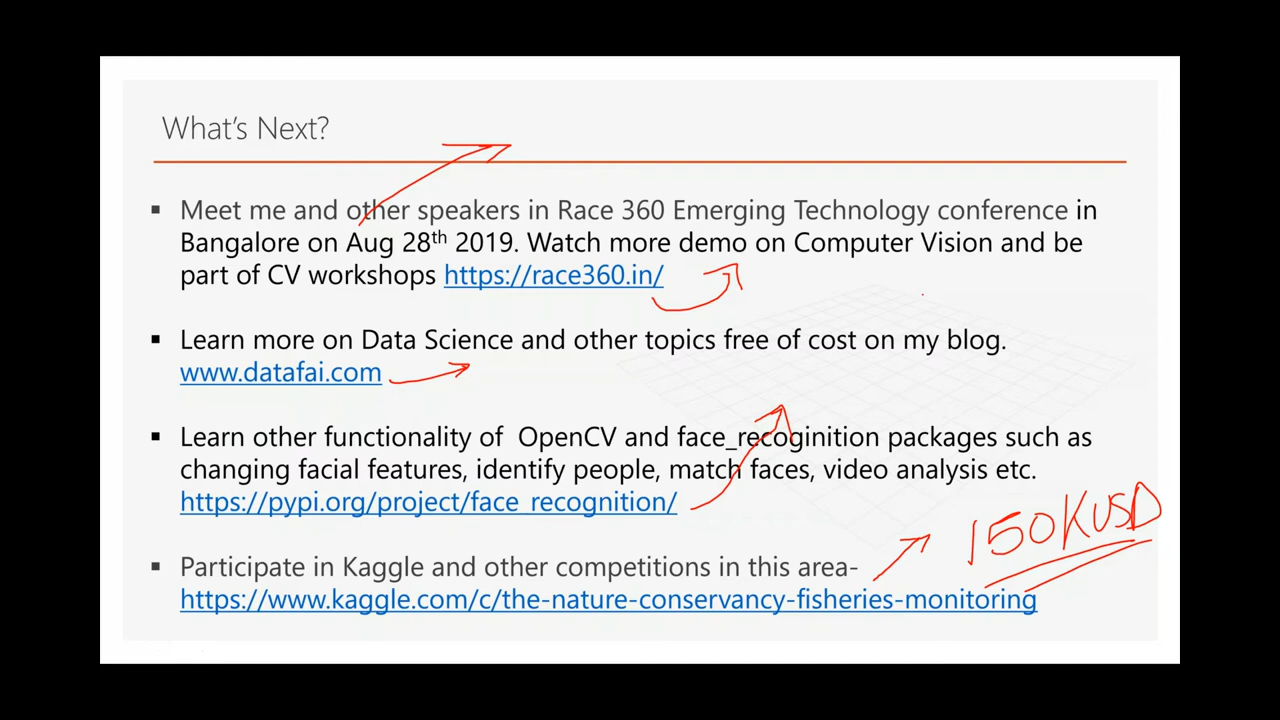 What's Next?
▪ Meet me and other speakers in Race 360 Emerging Technology conference in
Bangalore on Aug 28th 2019. Watch more demo on Computer Vision and be
part of CV workshops https://race360.in/
▪ Learn more on Data Science and other topics free of cost on my blog.
www.datafai.com
▪ Learn other functionality of OpenCV and face_recoginition packages such as
changing facial features, identify people, match faces, video analysis etc.
https://pypi.org/project/face_recognition/
150KUSD
▪ Participate in Kaggle and other competitions in this area-
https://www.kaggle.com/c/the-nature-conservancy-fisheries-monitoring